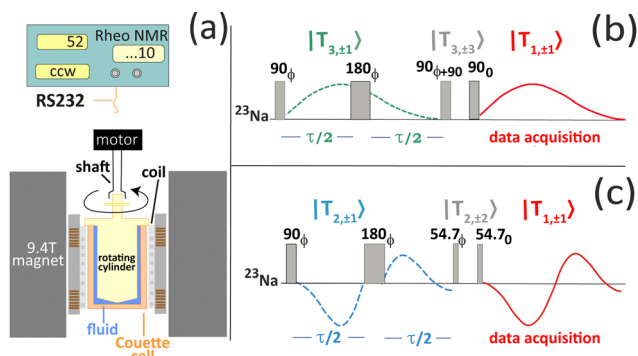 (a)
Rheo NMR
52
...10
ccw
RS232
motor
shaft
coil
9.4T
magnet
rotating
cylinder
fluid
Couette
cell
(b)
|T3,±1⟩
|T3,±3⟩
|T1,±1⟩
90ϕ
180ϕ
90ϕ+90
90₀
²³Na
τ/2
τ/2
data acquisition
(c)
|T2,±1⟩
|T2,±2⟩
|T1,±1⟩
90ϕ
180ϕ
54.7ϕ
54.7₀
²³Na
τ/2
τ/2
data acquisition